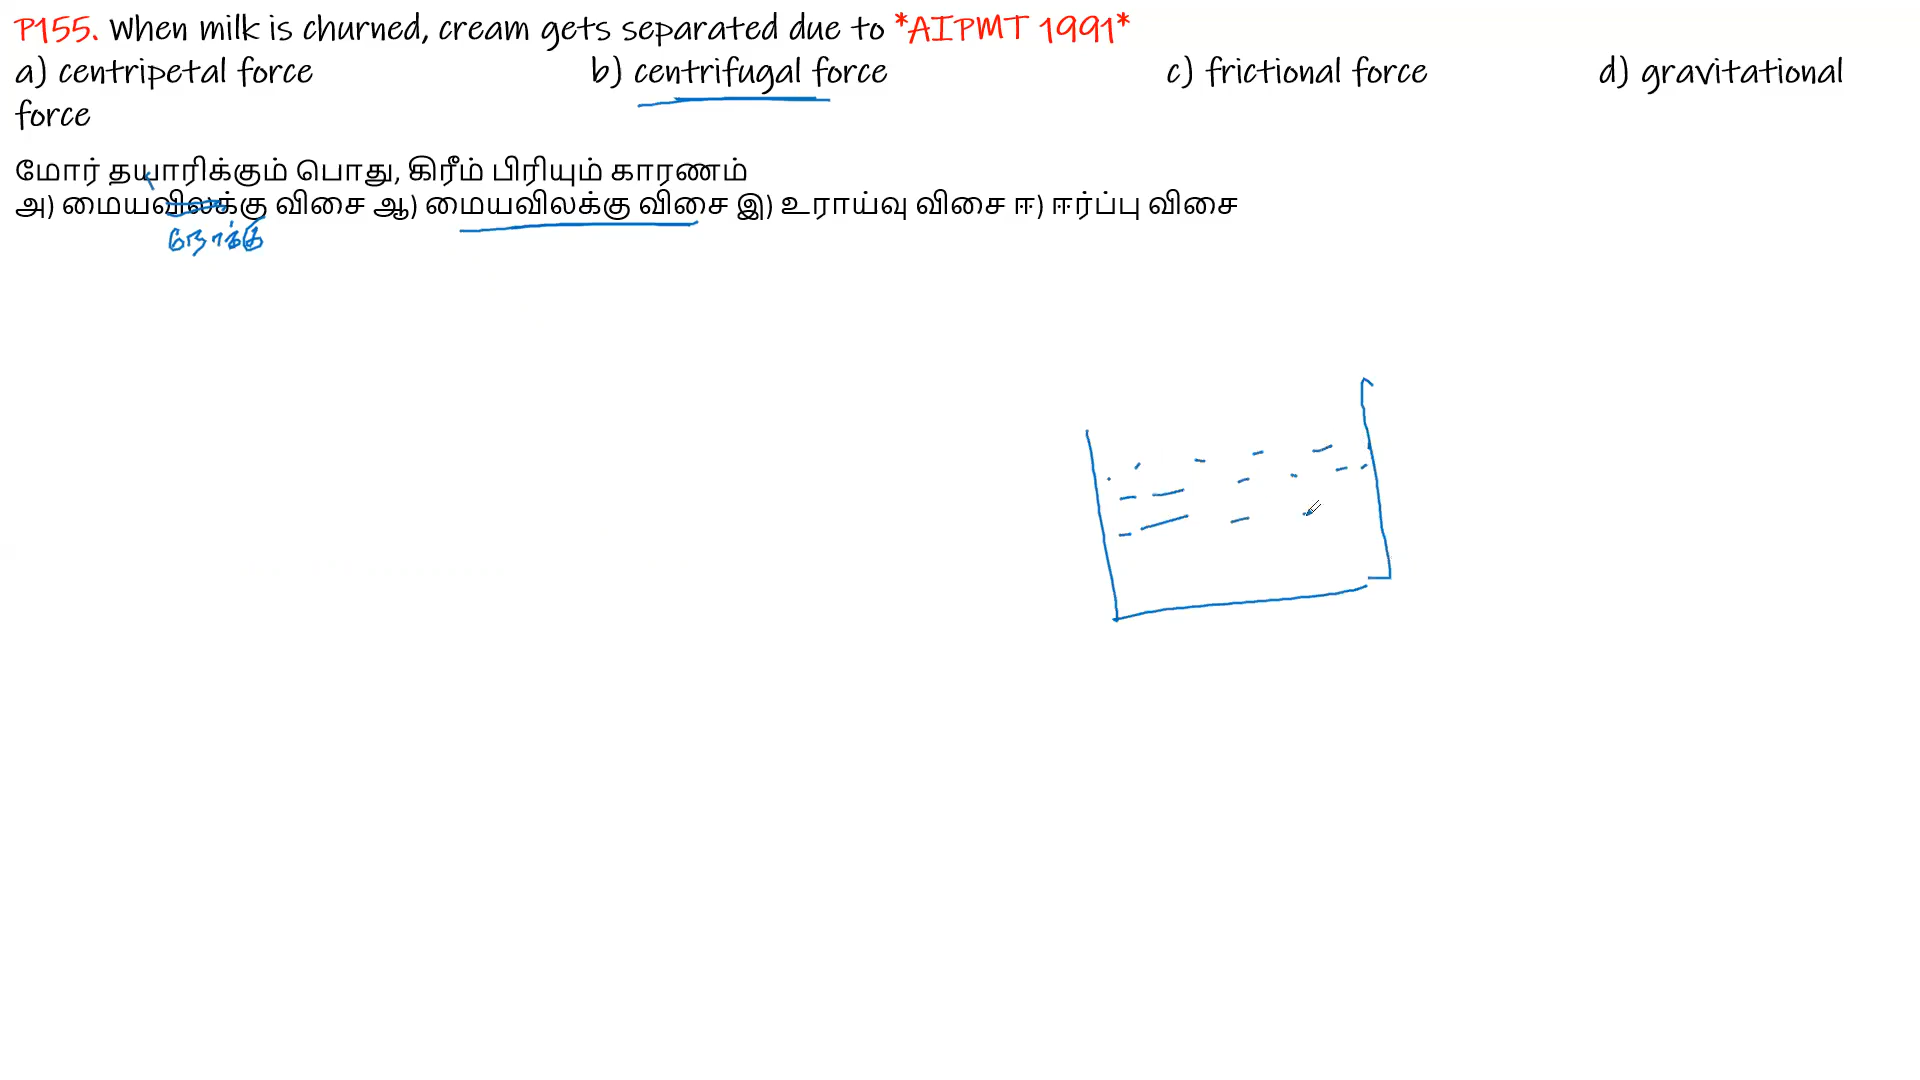 P155. When milk is churned, cream gets separated due to *AIPMT 1991*
a) centripetal force b) centrifugal force c) frictional force d) gravitational
force
மோர் தயாரிக்கும் பொது, கிரீம் பிரியும் காரணம்
அ) மையவிலக்கு விசை ஆ) மையவிலக்கு விசை இ) உராய்வு விசை ஈ) ஈர்ப்பு விசை
நோக்கு